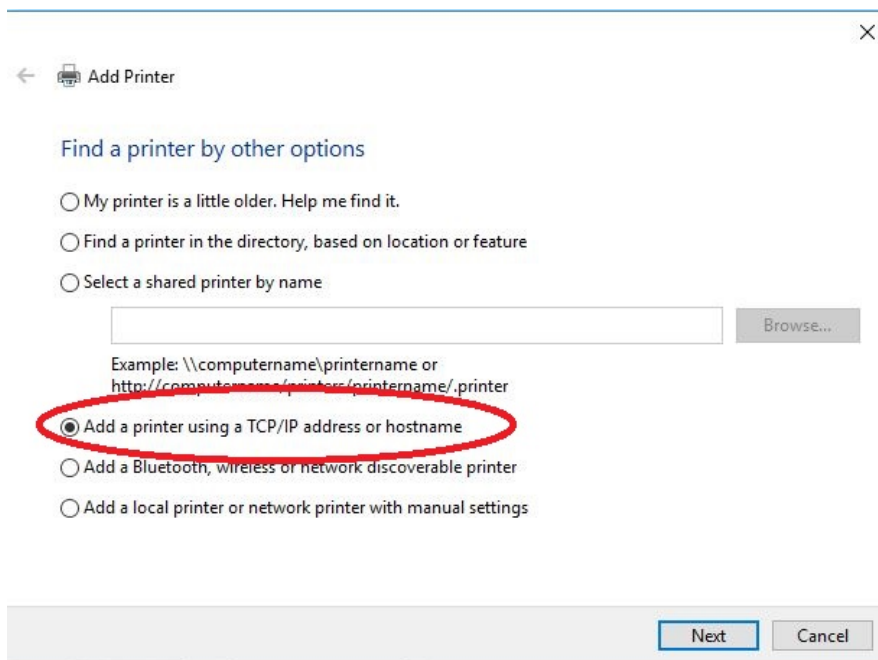 Add Printer
Find a printer by other options
My printer is a little older. Help me find it.
Find a printer in the directory, based on location or feature
Select a shared printer by name
Browse...
Example: \\computername\printername or
http://computername/printers/printername/.printer
Add a printer using a TCP/IP address or hostname
Add a Bluetooth, wireless or network discoverable printer
Add a local printer or network printer with manual settings
Next Cancel